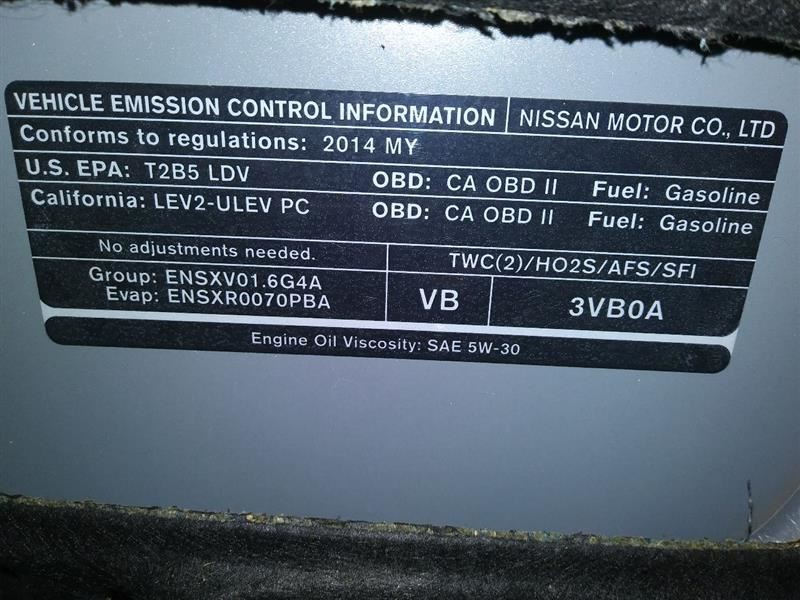 VEHICLE EMISSION CONTROL INFORMATION NISSAN MOTOR CO., LTD
Conforms to regulations: 2014 MY
U.S. EPA: T2B5 LDV OBD: CA OBD II Fuel: Gasoline
California: LEV2-ULEV PC OBD: CA OBD II Fuel: Gasoline
No adjustments needed. TWC(2)/HO2S/AFS/SFI
Group: ENSXV01.6G4A
Evap: ENSXR0070PBA
VB 3VB0A
Engine Oil Viscosity: SAE 5W-30